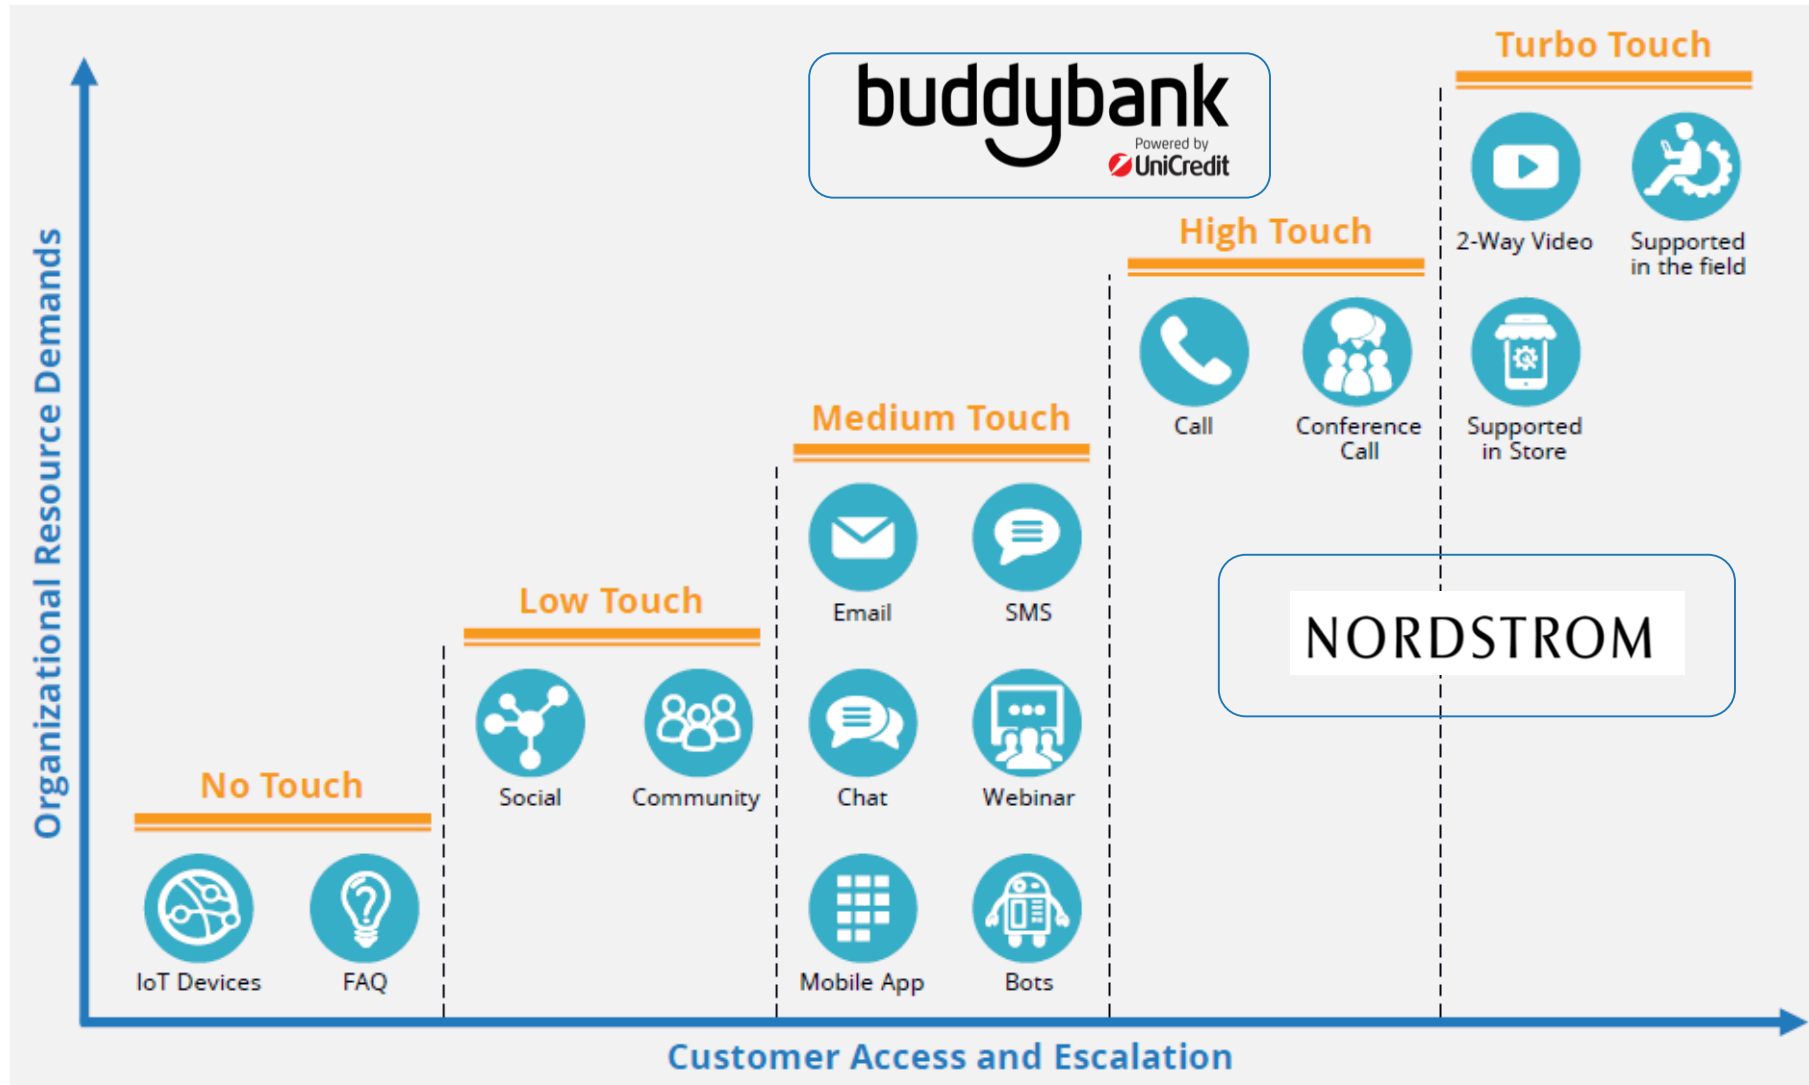 Turbo Touch
buddybank
Powered by
UniCredit
2-Way Video
Supported
in the field
High Touch
Call
Conference
Call
Supported
in Store
Medium Touch
Email
SMS
Chat
Webinar
Mobile App
Bots
NORDSTROM
Low Touch
Social
Community
No Touch
IoT Devices
FAQ
Organizational Resource Demands
Customer Access and Escalation